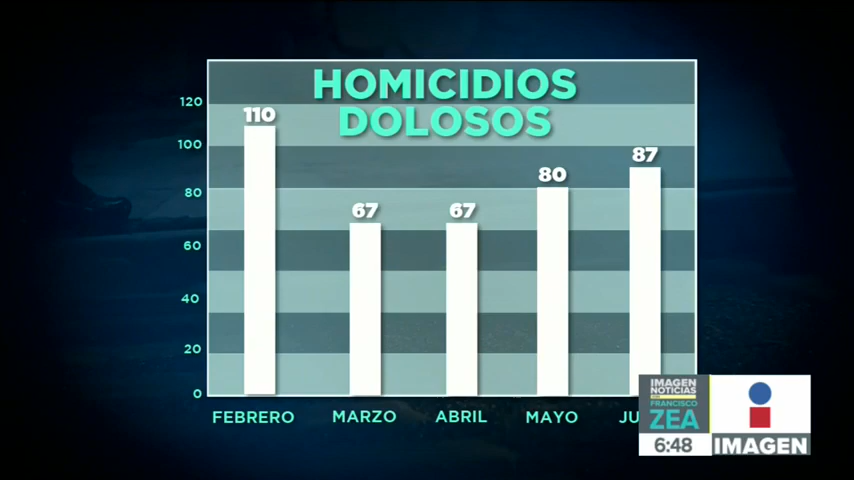 HOMICIDIOS
DOLOSOS
120
100
80
60
40
20
0
110
67
67
80
87
FEBRERO
MARZO
ABRIL
MAYO
IMAGEN
NOTICIAS
FRANCISCO
ZEA
6:48
IMAGEN